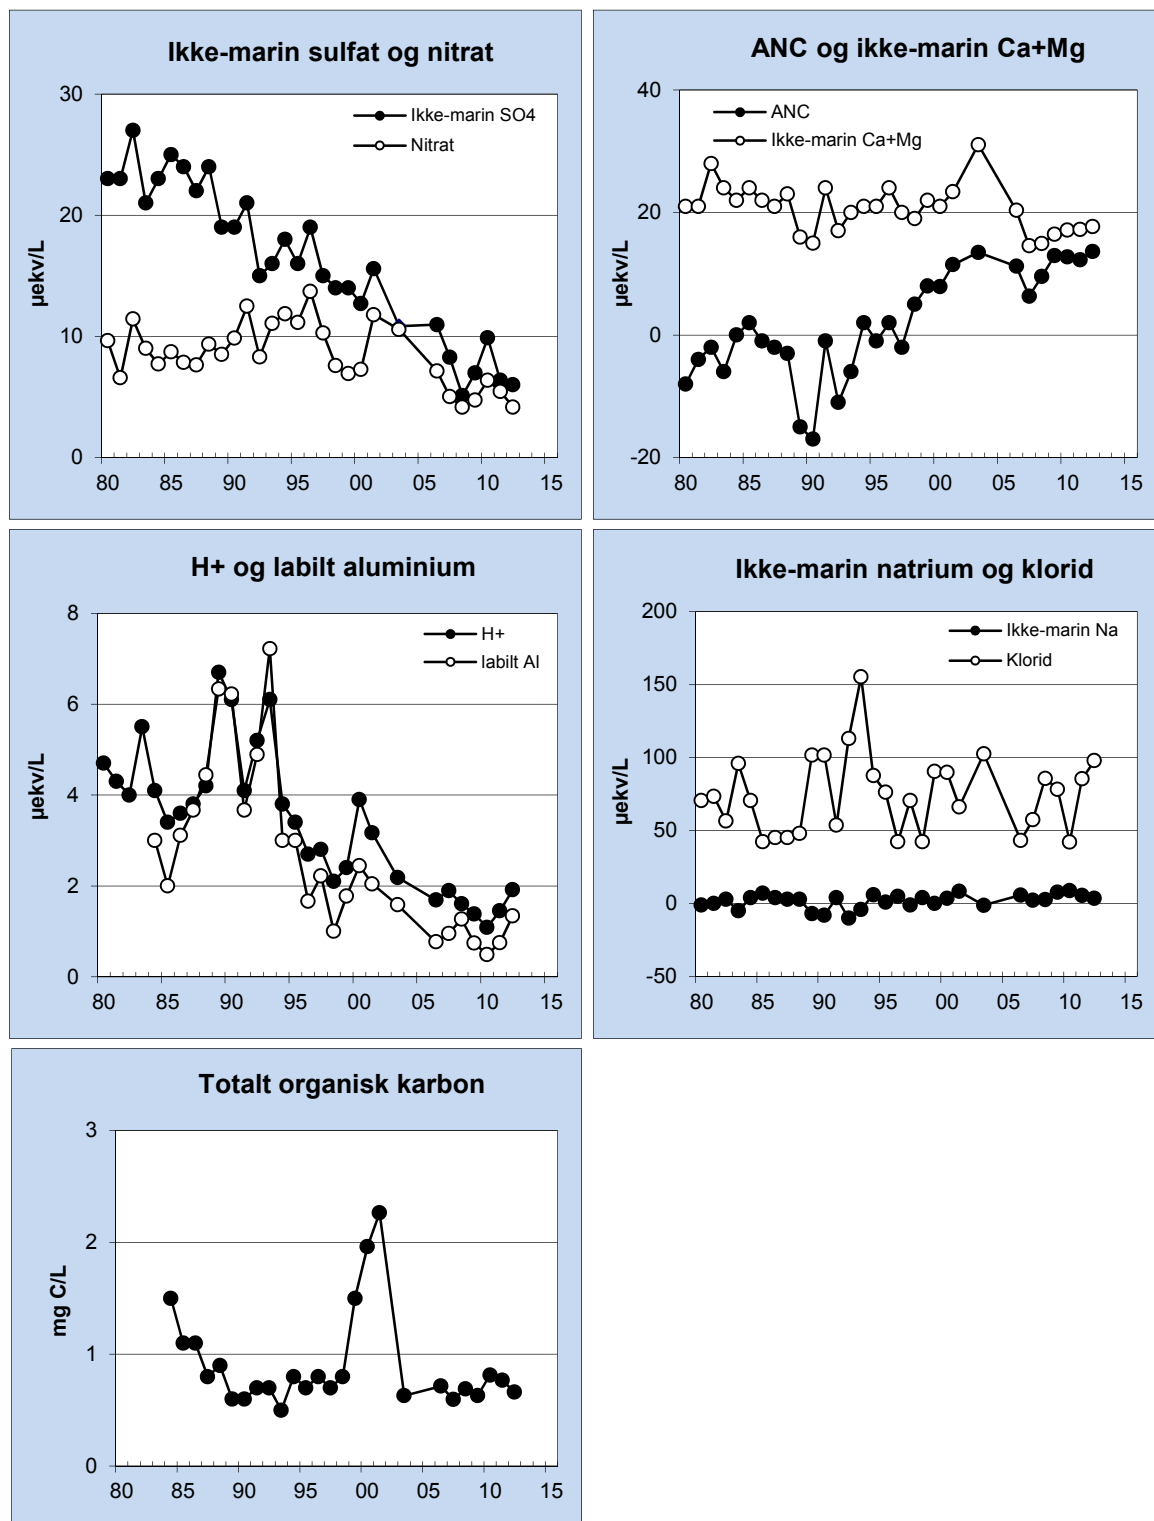 Ikke-marin sulfat og nitrat
30
20
10
0
µekv/L
Ikke-marin SO4
Nitrat
80 85 90 95 00 05 10 15
ANC og ikke-marin Ca+Mg
40
20
0
-20
µekv/L
ANC
Ikke-marin Ca+Mg
80 85 90 95 00 05 10 15
H+ og labilt aluminium
8
6
4
2
0
µekv/L
H+
labilt Al
80 85 90 95 00 05 10 15
Ikke-marin natrium og klorid
200
150
100
50
0
-50
µekv/L
Ikke-marin Na
Klorid
80 85 90 95 00 05 10 15
Totalt organisk karbon
3
2
1
0
mg C/L
80 85 90 95 00 05 10 15